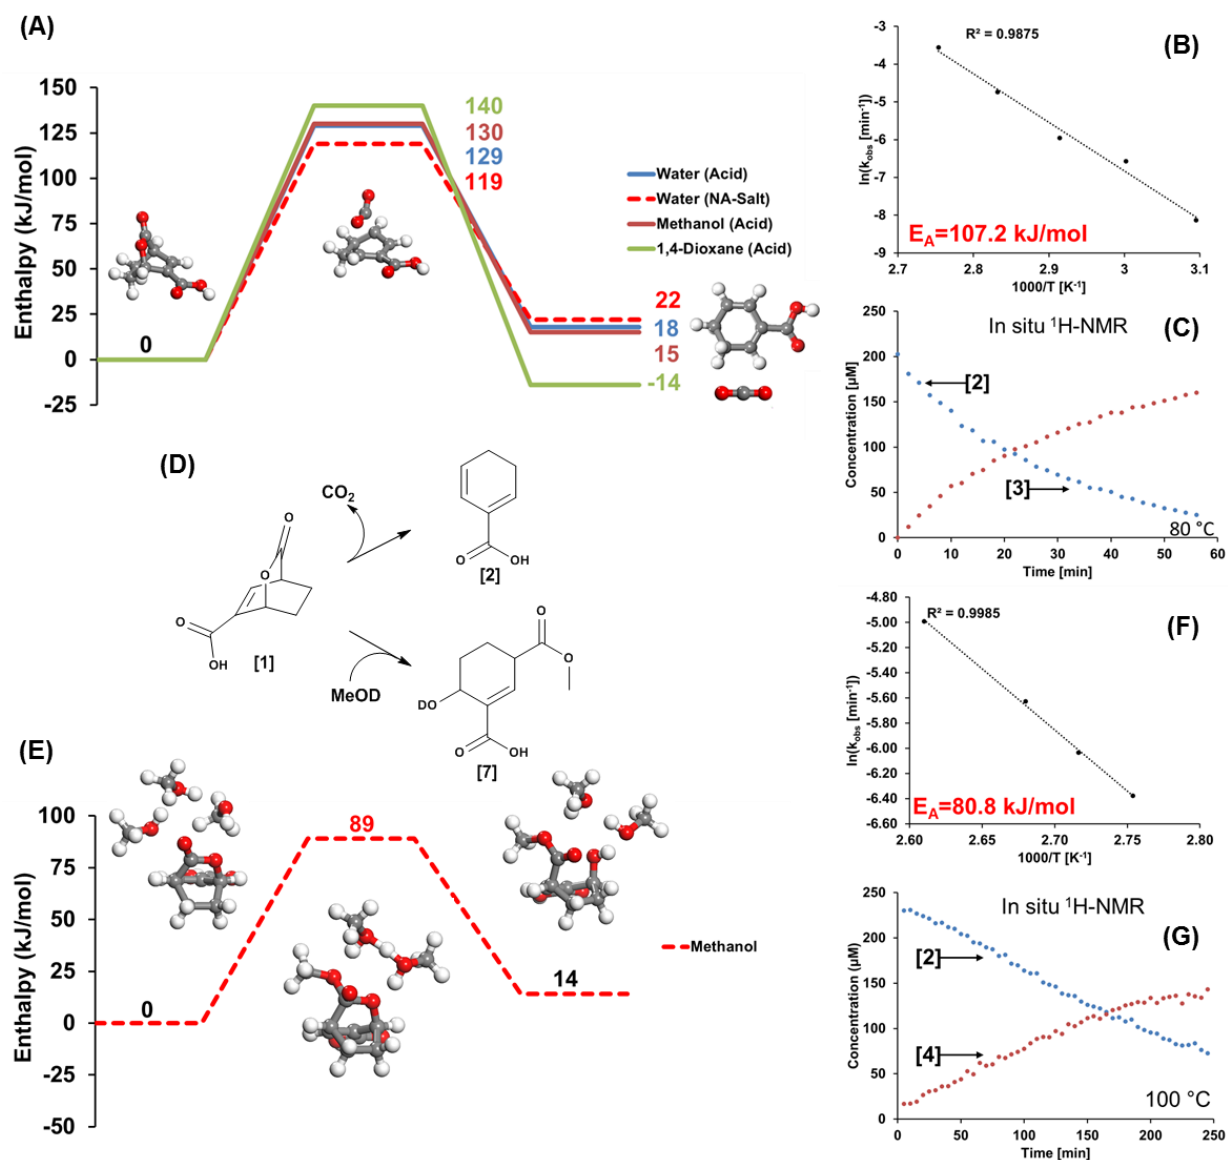 (A)
Enthalpy (kJ/mol)
150
125
100
75
50
25
0
-25
0
140
130
129
119
22
18
15
-14
Water (Acid)
Water (NA-Salt)
Methanol (Acid)
1,4-Dioxane (Acid)
(B)
R² = 0.9875
ln(kobs [min-1])
-3
-4
-5
-6
-7
-8
-9
EA=107.2 kJ/mol
2.7 2.8 2.9 3 3.1
1000/T [K-1]
(C)
In situ 1H-NMR
Concentration [µM]
250
200
150
100
50
0
[2]
[3]
80 °C
0 10 20 30 40 50 60
Time [min]
(D)
CO2
O
O
O
OH
[1]
O
OH
[2]
MeOD
O
O
DO
O
OH
[7]
(E)
Enthalpy (kJ/mol)
100
75
50
25
0
-25
-50
0
89
14
Methanol
(F)
R² = 0.9985
ln(kobs [min-1])
-4.80
-5.00
-5.20
-5.40
-5.60
-5.80
-6.00
-6.20
-6.40
-6.60
EA=80.8 kJ/mol
2.60 2.65 2.70 2.75 2.80
1000/T [K-1]
(G)
In situ 1H-NMR
Concentration (µM)
250
200
150
100
50
0
[2]
[4]
100 °C
0 50 100 150 200 250
Time [min]